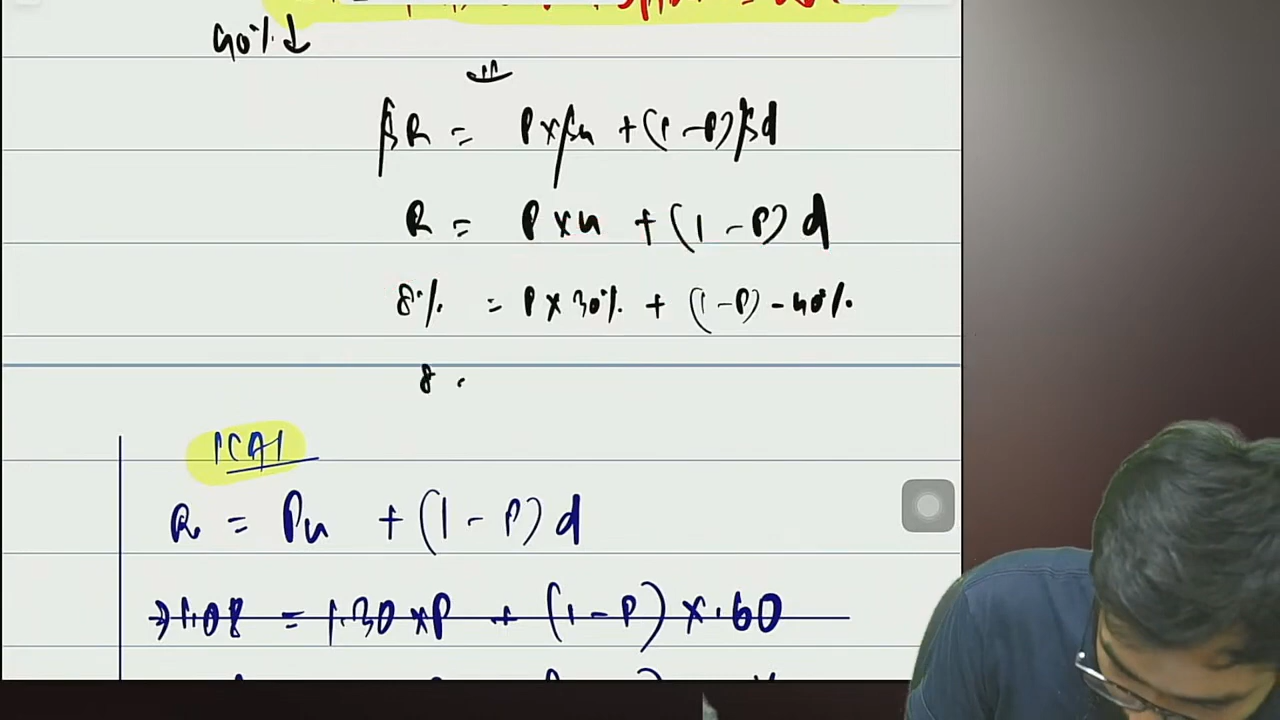 40% ↓
βR = P x βu + (1 - P) βd
R = P x u + (1 - P) d
8% = P x 30% + (1 - P) - 40%
8
ICAI
R = Pu + (1 - P) d
→ 1.08 = 1.30 x P + (1 - P) x .60